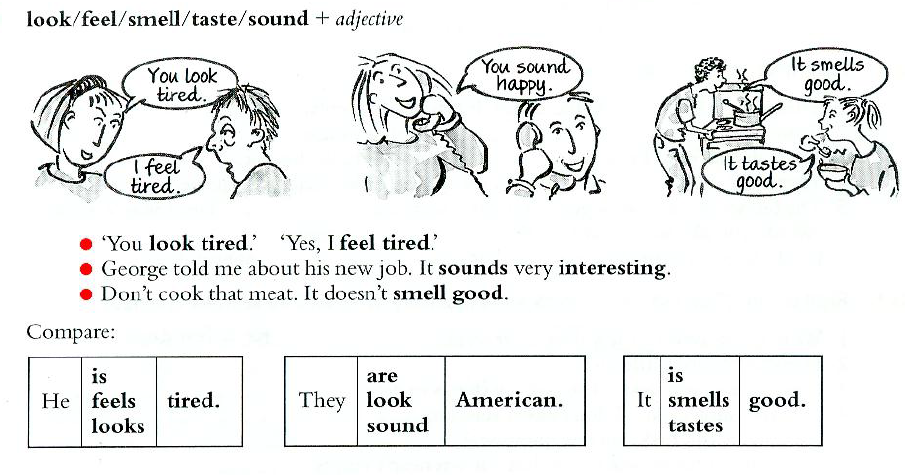 look/feel/smell/taste/sound + adjective
You look
tired.
I feel
tired.
You sound
happy.
It smells
good.
It tastes
good.
● ‘You look tired.’ ‘Yes, I feel tired.’
● George told me about his new job. It sounds very interesting.
● Don’t cook that meat. It doesn’t smell good.
Compare:
is
He feels tired.
looks
are
They look American.
sound
is
It smells good.
tastes